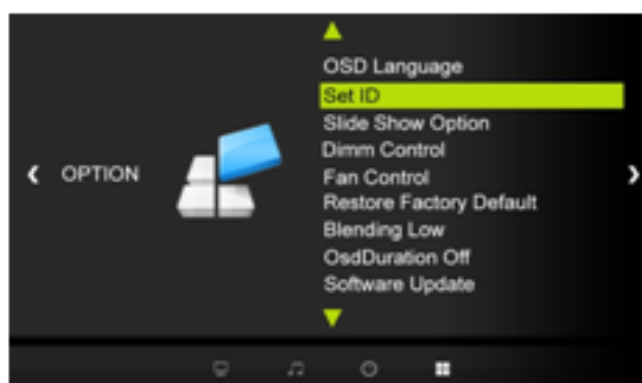 OSD Language
Set ID
Slide Show Option
Dimm Control
OPTION
Fan Control
Restore Factory Default
Blending Low
OsdDuration Off
Software Update